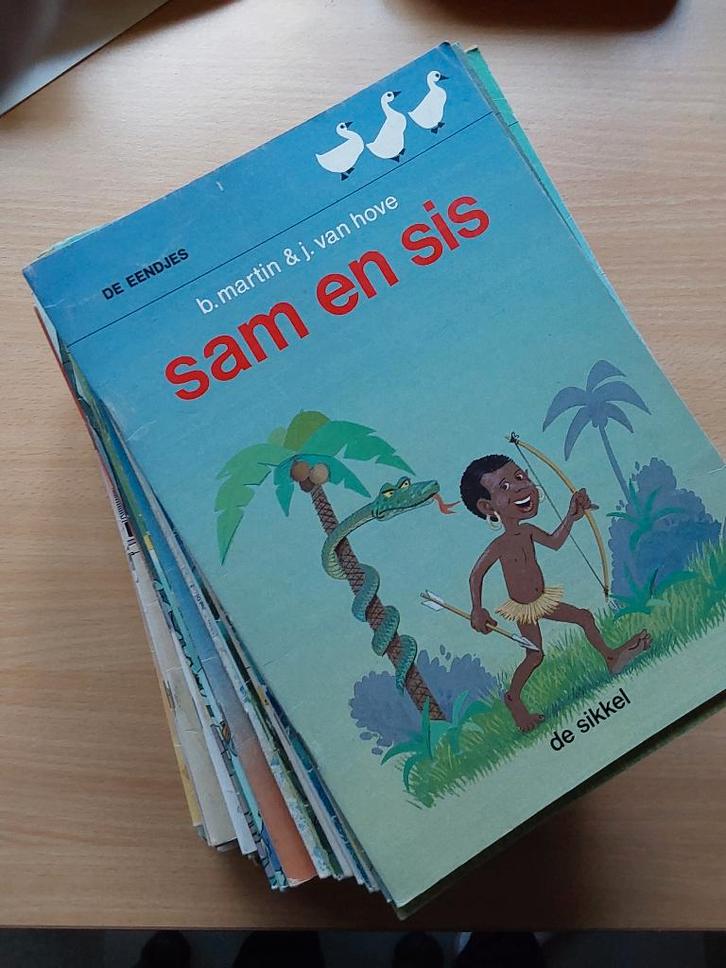 DE EENDJES
b. martin & j. van hove
sam en sis
de sikkel